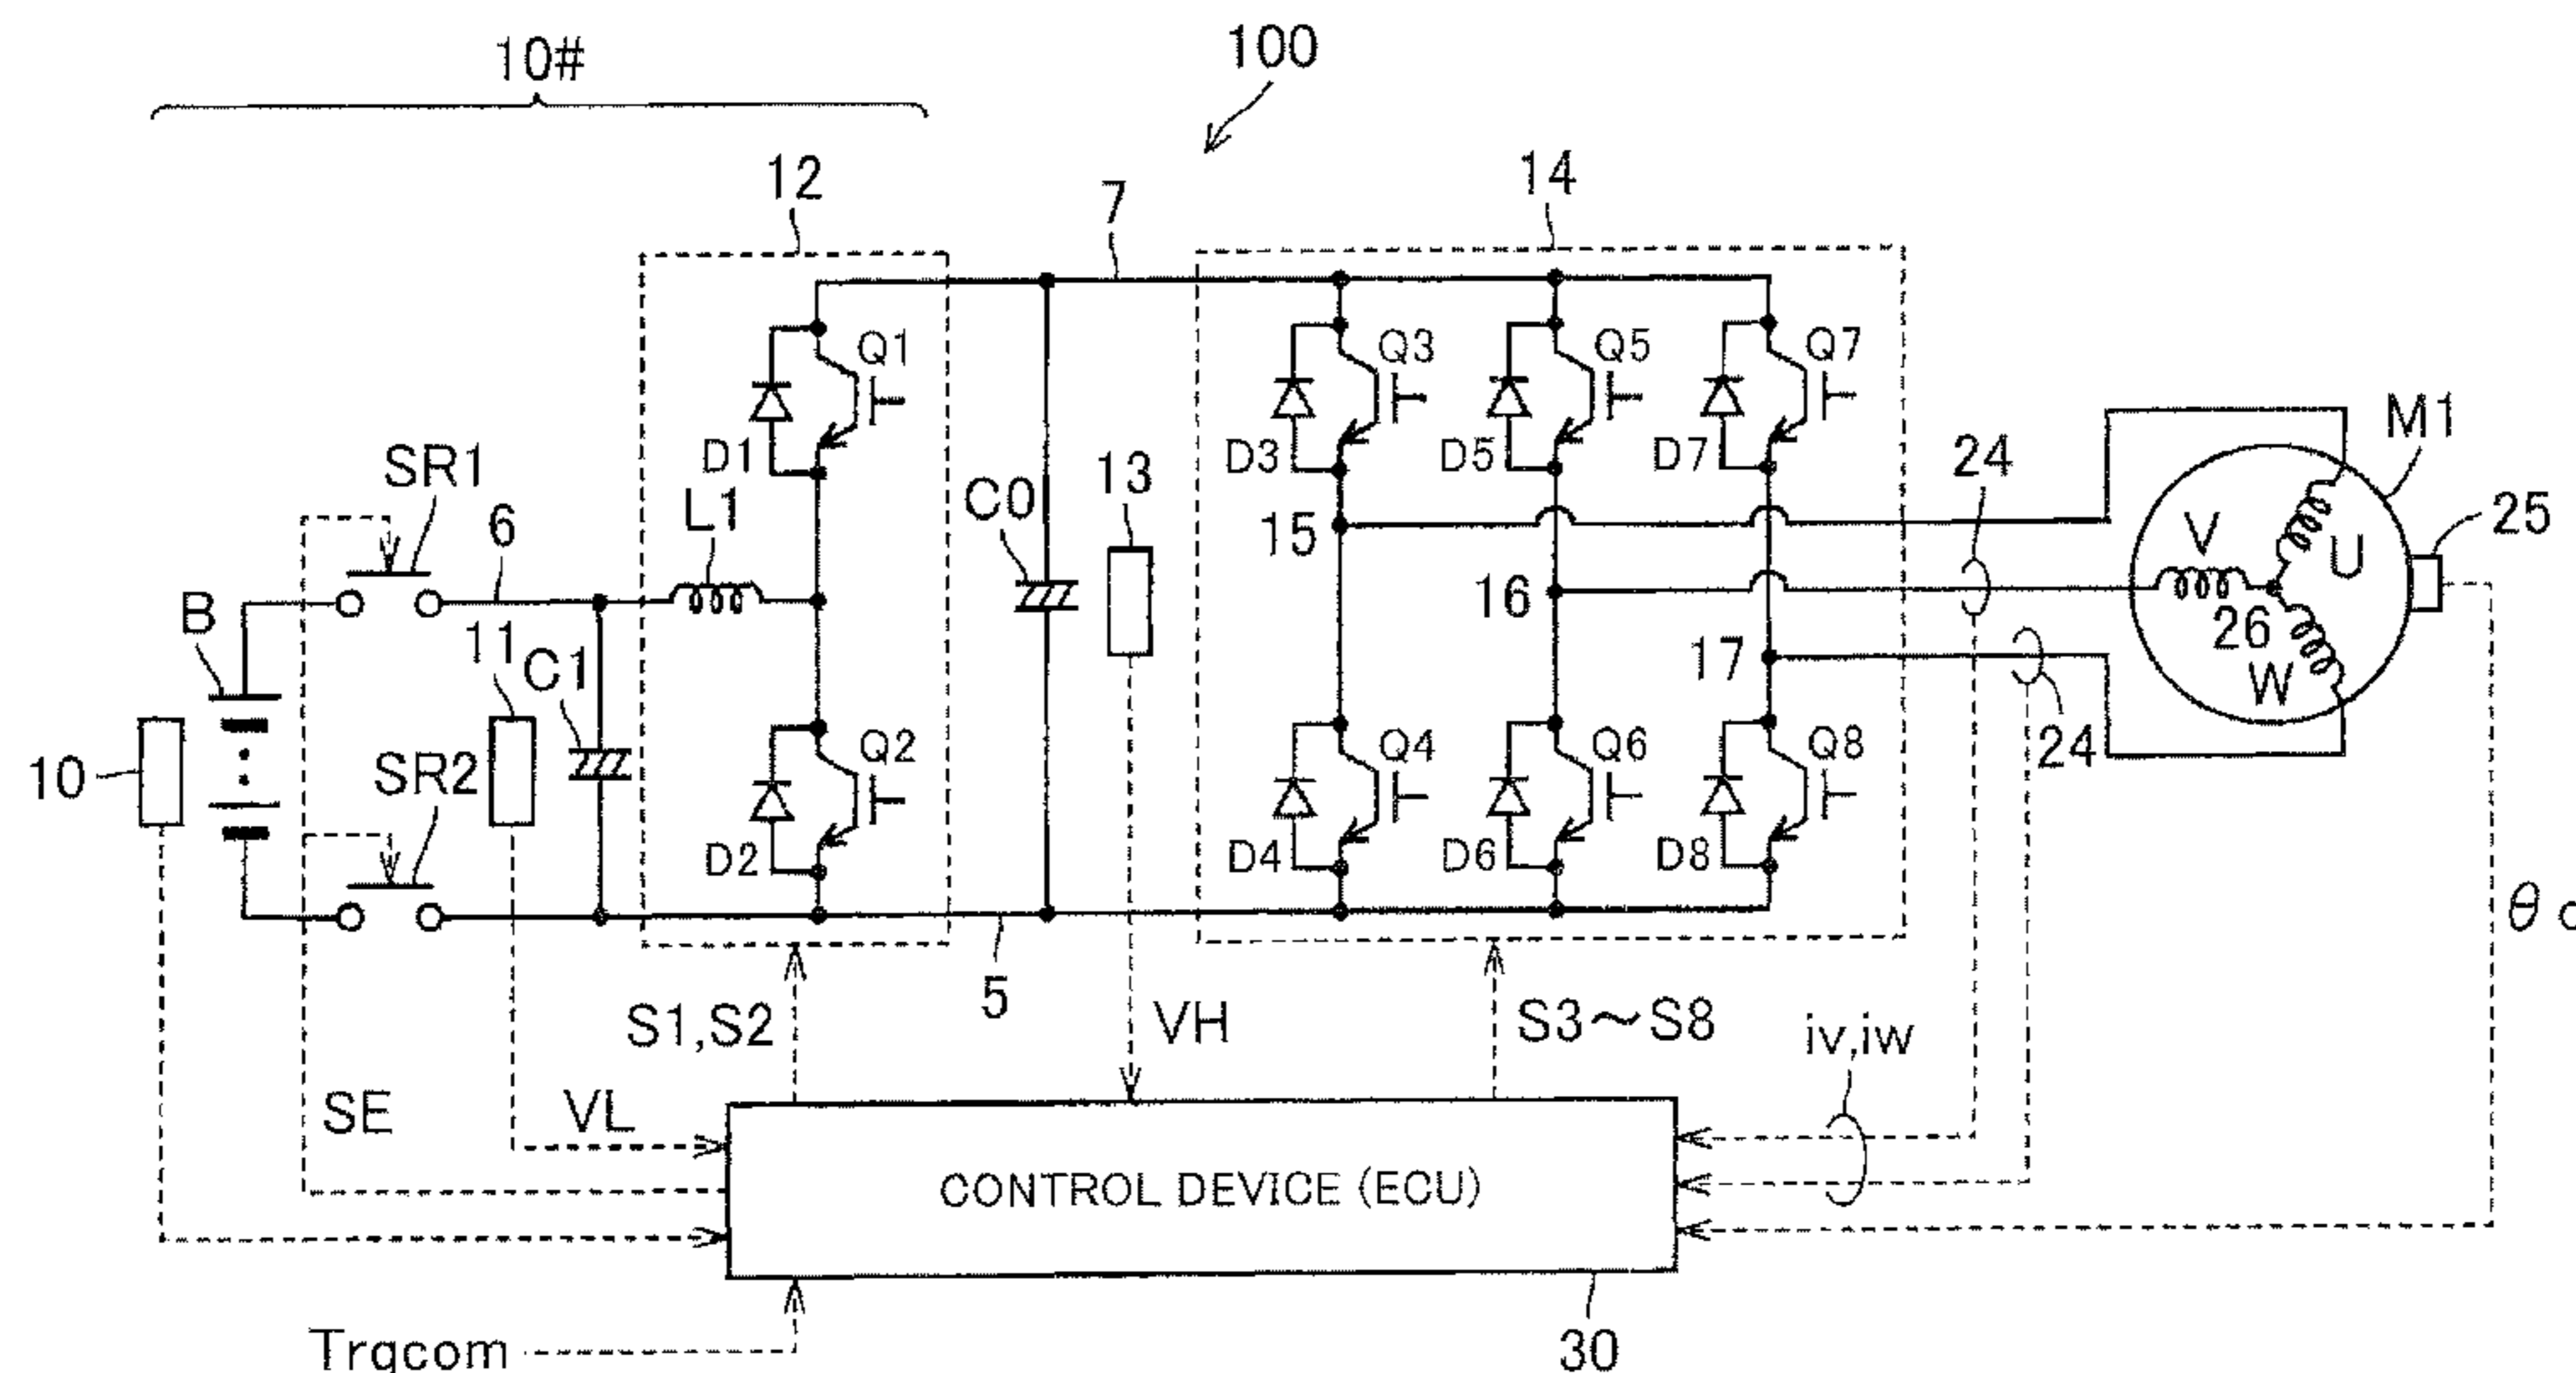 10#
100
12
7
14
Q1
Q3
Q5
Q7
D1
D3
D5
D7
M1
SR1
L1
C0
13
24
25
6
15
V
U
B
11
C1
16
26
17
W
10
SR2
Q2
Q4
Q6
Q8
24
D2
D4
D6
D8
5
S1,S2
VH
S3~S8
iv,iw
SE
VL
CONTROL DEVICE (ECU)
Trqcom
30